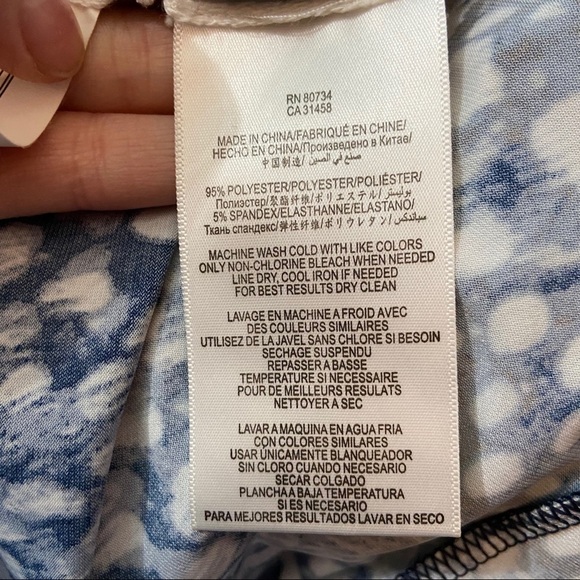 RN 80734
CA 31458
MADE IN CHINA/FABRIQUÉ EN CHINE/
HECHO EN CHINA/Произведено в Китае/
中国制造/ صنع في الصين/
95% POLYESTER/POLYESTER/POLIÉSTER/
Полиэстер/聚酯纤维/ポリエステル/بوليستر/
5% SPANDEX/ELASTHANNE/ELASTANO/
Ткань спандекс/弹性纤维/ポリウレタン/سباندكس/
MACHINE WASH COLD WITH LIKE COLORS
ONLY NON-CHLORINE BLEACH WHEN NEEDED
LINE DRY, COOL IRON IF NEEDED
FOR BEST RESULTS DRY CLEAN
LAVAGE EN MACHINE A FROID AVEC
DES COULEURS SIMILAIRES
UTILISEZ DE LA JAVEL SANS CHLORE SI BESOIN
SECHAGE SUSPENDU
REPASSER A BASSE
TEMPERATURE SI NECESSAIRE
POUR DE MEILLEURS RESULATS
NETTOYER A SEC
LAVAR A MAQUINA EN AGUA FRIA
CON COLORES SIMILARES
USAR ÚNICAMENTE BLANQUEADOR
SIN CLORO CUANDO NECESARIO
SECAR COLGADO
PLANCHA A BAJA TEMPERATURA
SI ES NECESARIO
PARA MEJORES RESULTADOS LAVAR EN SECO